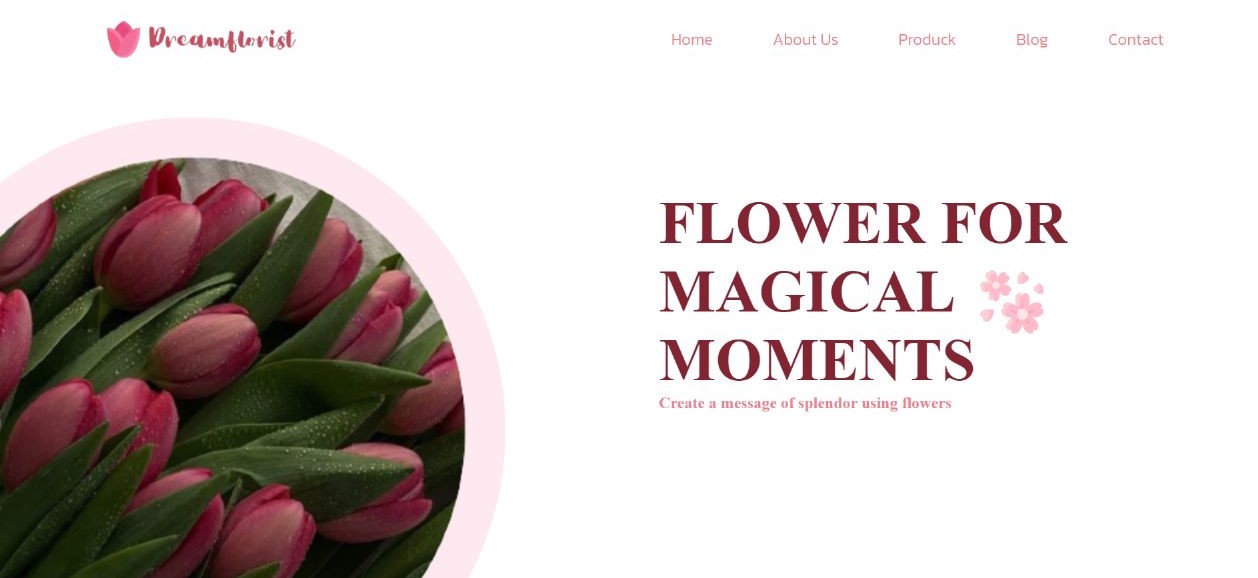 Dreamflorist
Home
About Us
Produck
Blog
Contact
FLOWER FOR
MAGICAL
MOMENTS
Create a message of splendor using flowers